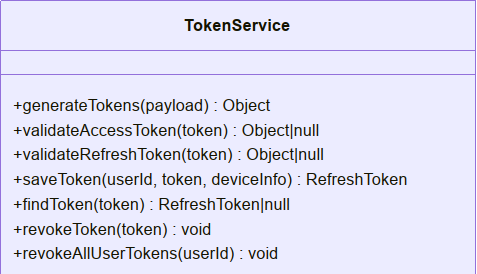 TokenService
+generateTokens(payload) : Object
+validateAccessToken(token) : Object|null
+validateRefreshToken(token) : Object|null
+saveToken(userId, token, deviceInfo) : RefreshToken
+findToken(token) : RefreshToken|null
+revokeToken(token) : void
+revokeAllUserTokens(userId) : void